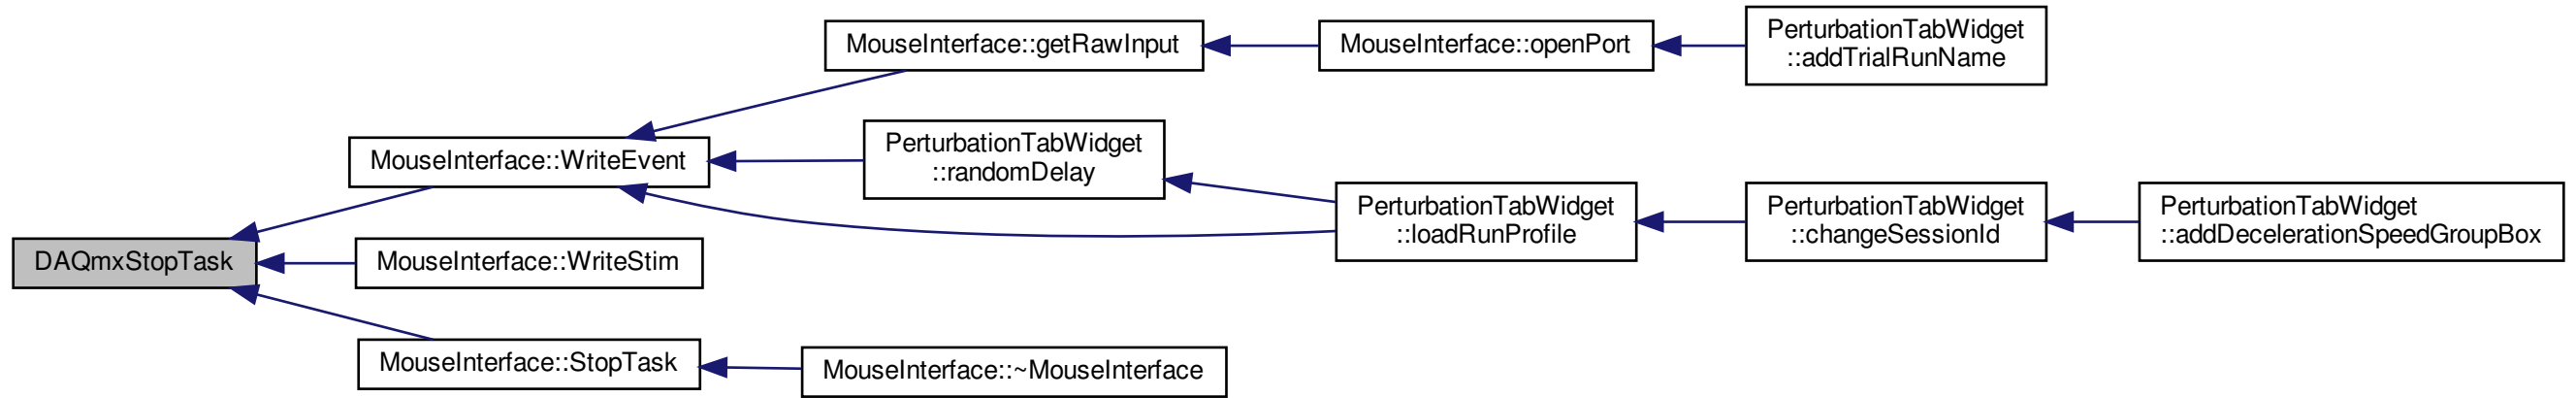 MouseInterface::getRawInput
MouseInterface::openPort
PerturbationTabWidget
::addTrialRunName
MouseInterface::WriteEvent
PerturbationTabWidget
::randomDelay
PerturbationTabWidget
::loadRunProfile
PerturbationTabWidget
::changeSessionId
PerturbationTabWidget
::addDecelerationSpeedGroupBox
DAQmxStopTask
MouseInterface::WriteStim
MouseInterface::StopTask
MouseInterface::~MouseInterface